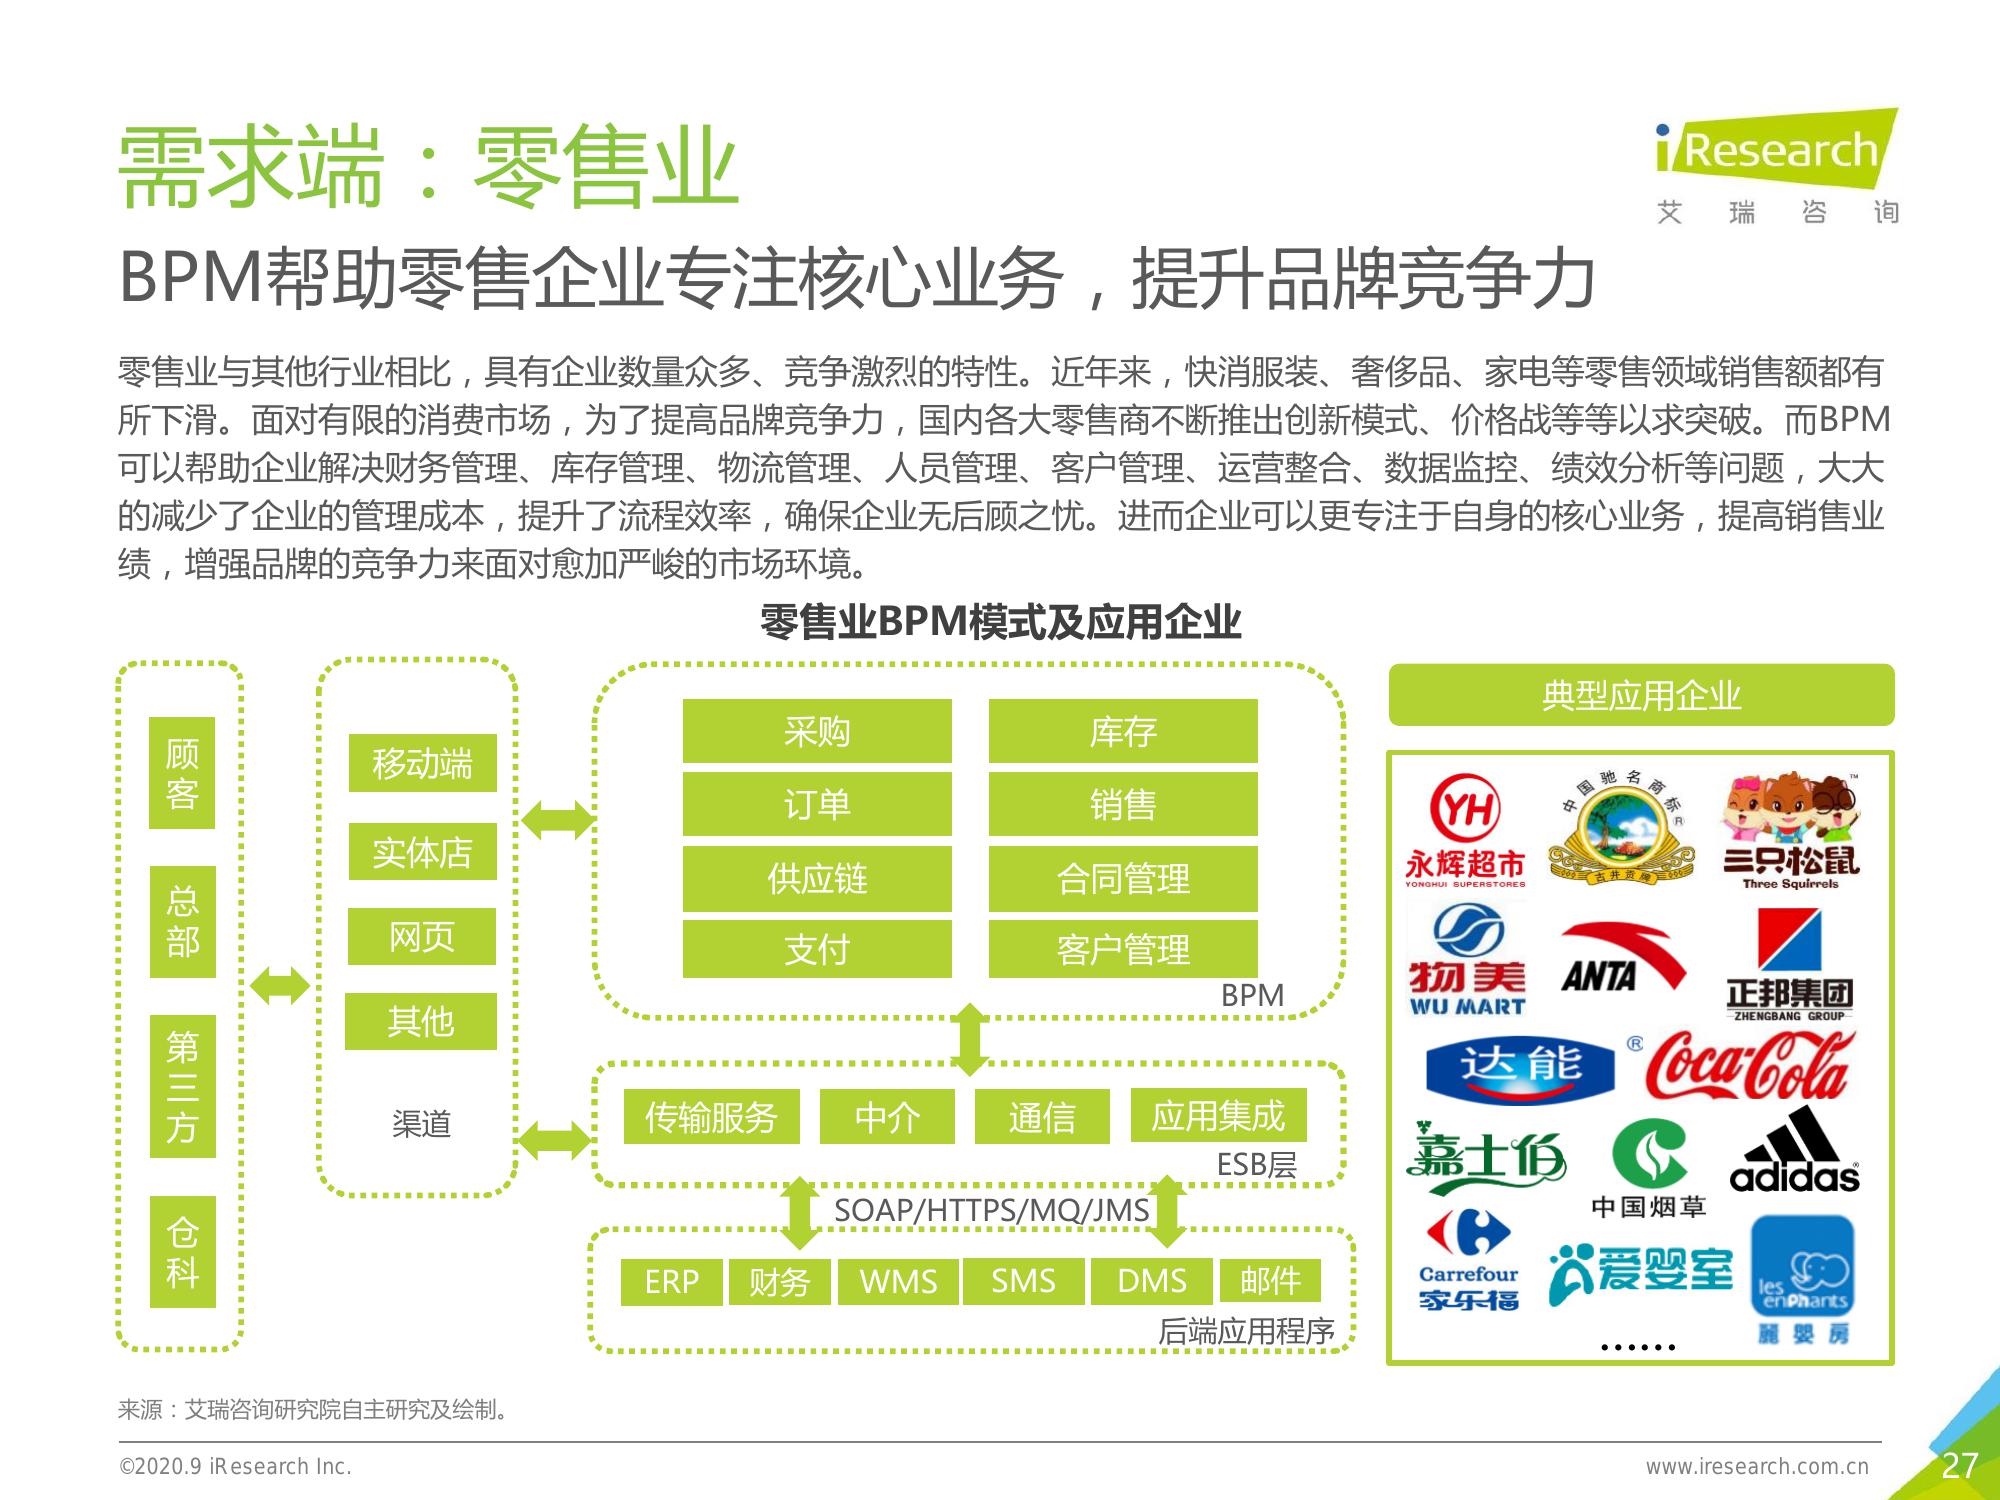 需求端：零售业
iResearch
艾瑞咨询
BPM帮助零售企业专注核心业务，提升品牌竞争力
零售业与其他行业相比，具有企业数量众多、竞争激烈的特性。近年来，快消服装、奢侈品、家电等零售领域销售额都有
所下滑。面对有限的消费市场，为了提高品牌竞争力，国内各大零售商不断推出创新模式、价格战等等以求突破。而BPM
可以帮助企业解决财务管理、库存管理、物流管理、人员管理、客户管理、运营整合、数据监控、绩效分析等问题，大大
的减少了企业的管理成本，提升了流程效率，确保企业无后顾之忧。进而企业可以更专注于自身的核心业务，提高销售业
绩，增强品牌的竞争力来面对愈加严峻的市场环境。
零售业BPM模式及应用企业
顾客
总部
第三方
仓科
移动端
实体店
网页
其他
渠道
采购
库存
订单
销售
供应链
合同管理
支付
客户管理
BPM
传输服务
中介
通信
应用集成
ESB层
SOAP/HTTPS/MQ/JMS
ERP
财务
WMS
SMS
DMS
邮件
后端应用程序
典型应用企业
YH
永辉超市
YONGHUI SUPERSTORES
中国驰名商标
®
古井贡牌
™
三只松鼠
Three Squirrels
物美
WU MART
ANTA
正邦集团
ZHENGBANG GROUP
达能
®
Coca-Cola
嘉士伯
中国烟草
adidas
Carrefour
家乐福
爱婴室
les
enphants
麗嬰房
······
来源：艾瑞咨询研究院自主研究及绘制。
©2020.9 iResearch Inc.
www.iresearch.com.cn
27